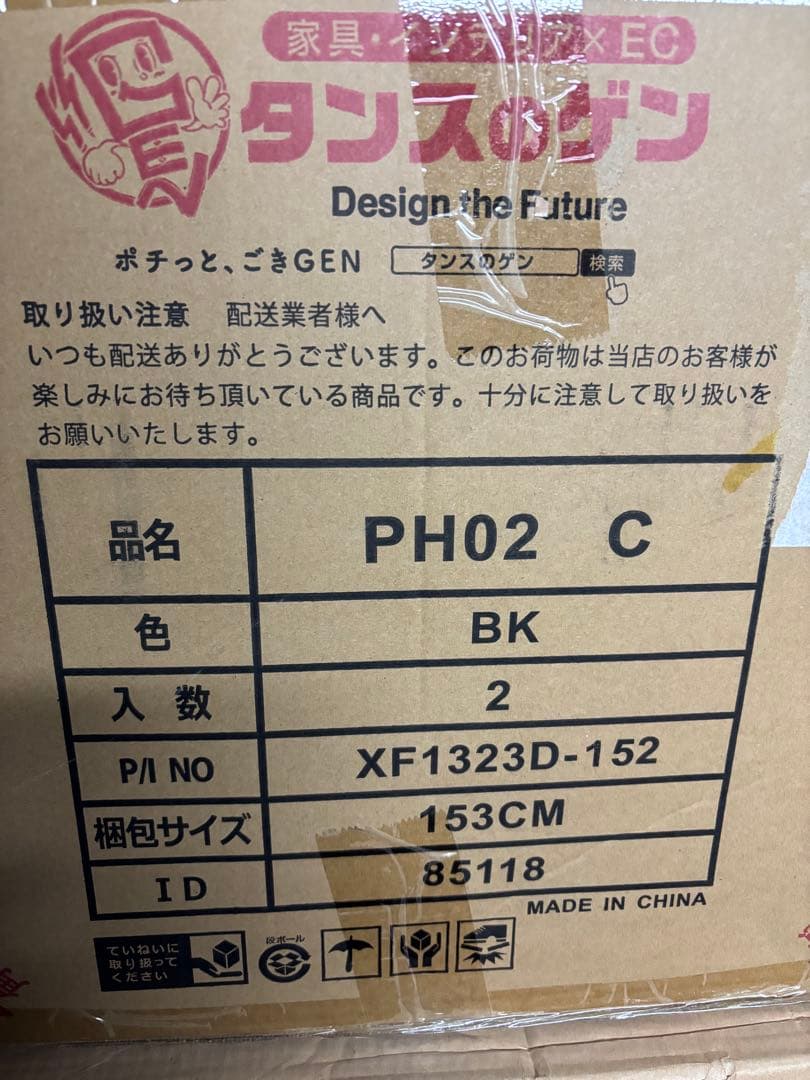 家具・インテリア×EC
GEN
タンスのゲン
Design the Future
ポチっと、ごきGEN タンスのゲン 検索
取り扱い注意 配送業者様へ
いつも配送ありがとうございます。このお荷物は当店のお客様が
楽しみにお待ち頂いている商品です。十分に注意して取り扱いを
お願いいたします。
品名 PH02 C
色 BK
入数 2
P/I NO XF1323D-152
梱包サイズ 153CM
ID 85118
MADE IN CHINA
ていねいに
取り扱って
ください
段ボール